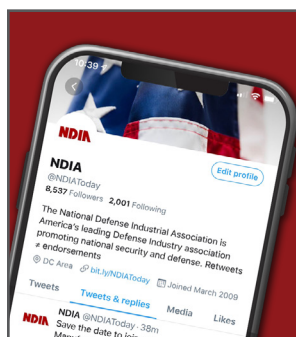 10:39
NDIA
NDIA
Edit profile
@NDIAToday
8,537 Followers 2,001 Following
The National Defense Industrial Association is
America's leading Defense Industry association
promoting national security and defense. Retweets
≠ endorsements
DC Area bit.ly/NDIAToday Joined March 2009
Tweets Tweets & replies Media Likes
NDIA NDIA @NDIAToday · 38m
Save the date to join